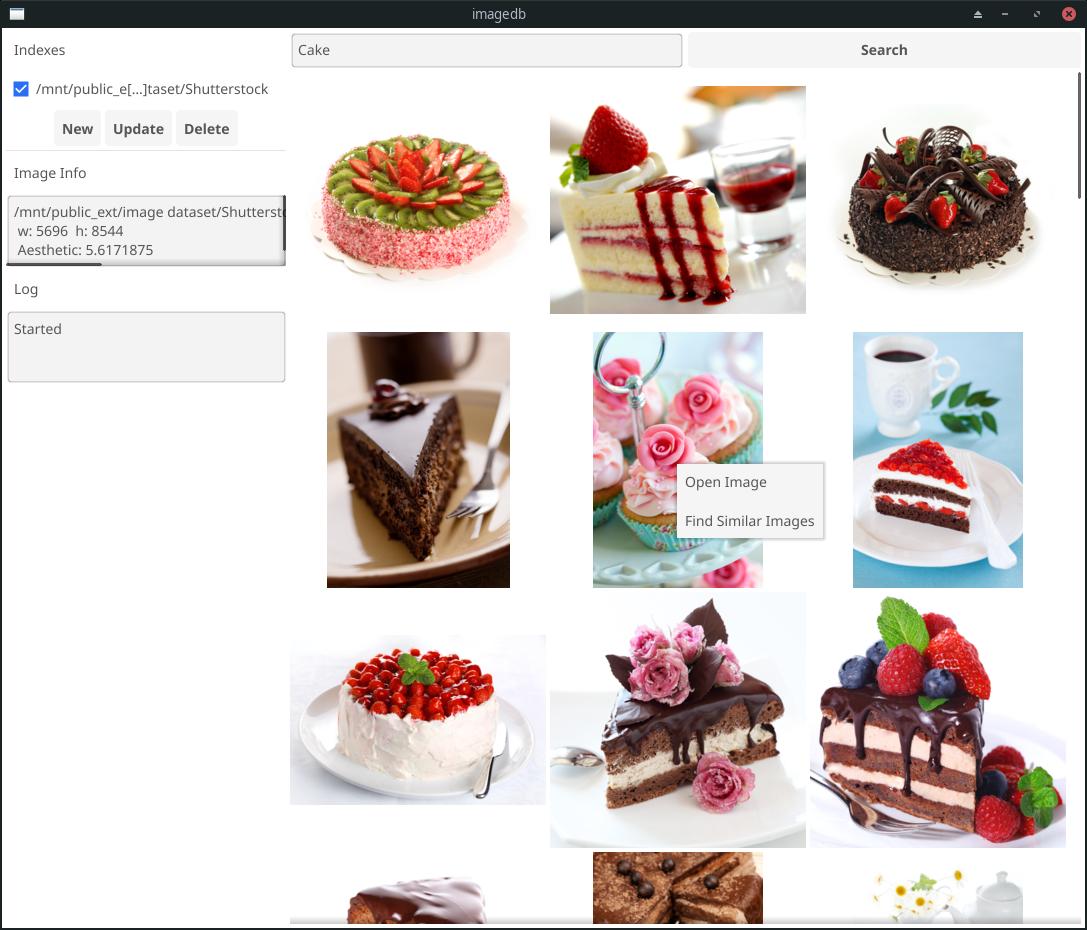 imagedb
Indexes
Cake
Search
/mnt/public_e[...]taset/Shutterstock
New Update Delete
Image Info
/mnt/public_ext/image dataset/Shuttersto
w: 5696 h: 8544
Aesthetic: 5.6171875
Log
Started
Open Image
Find Similar Images